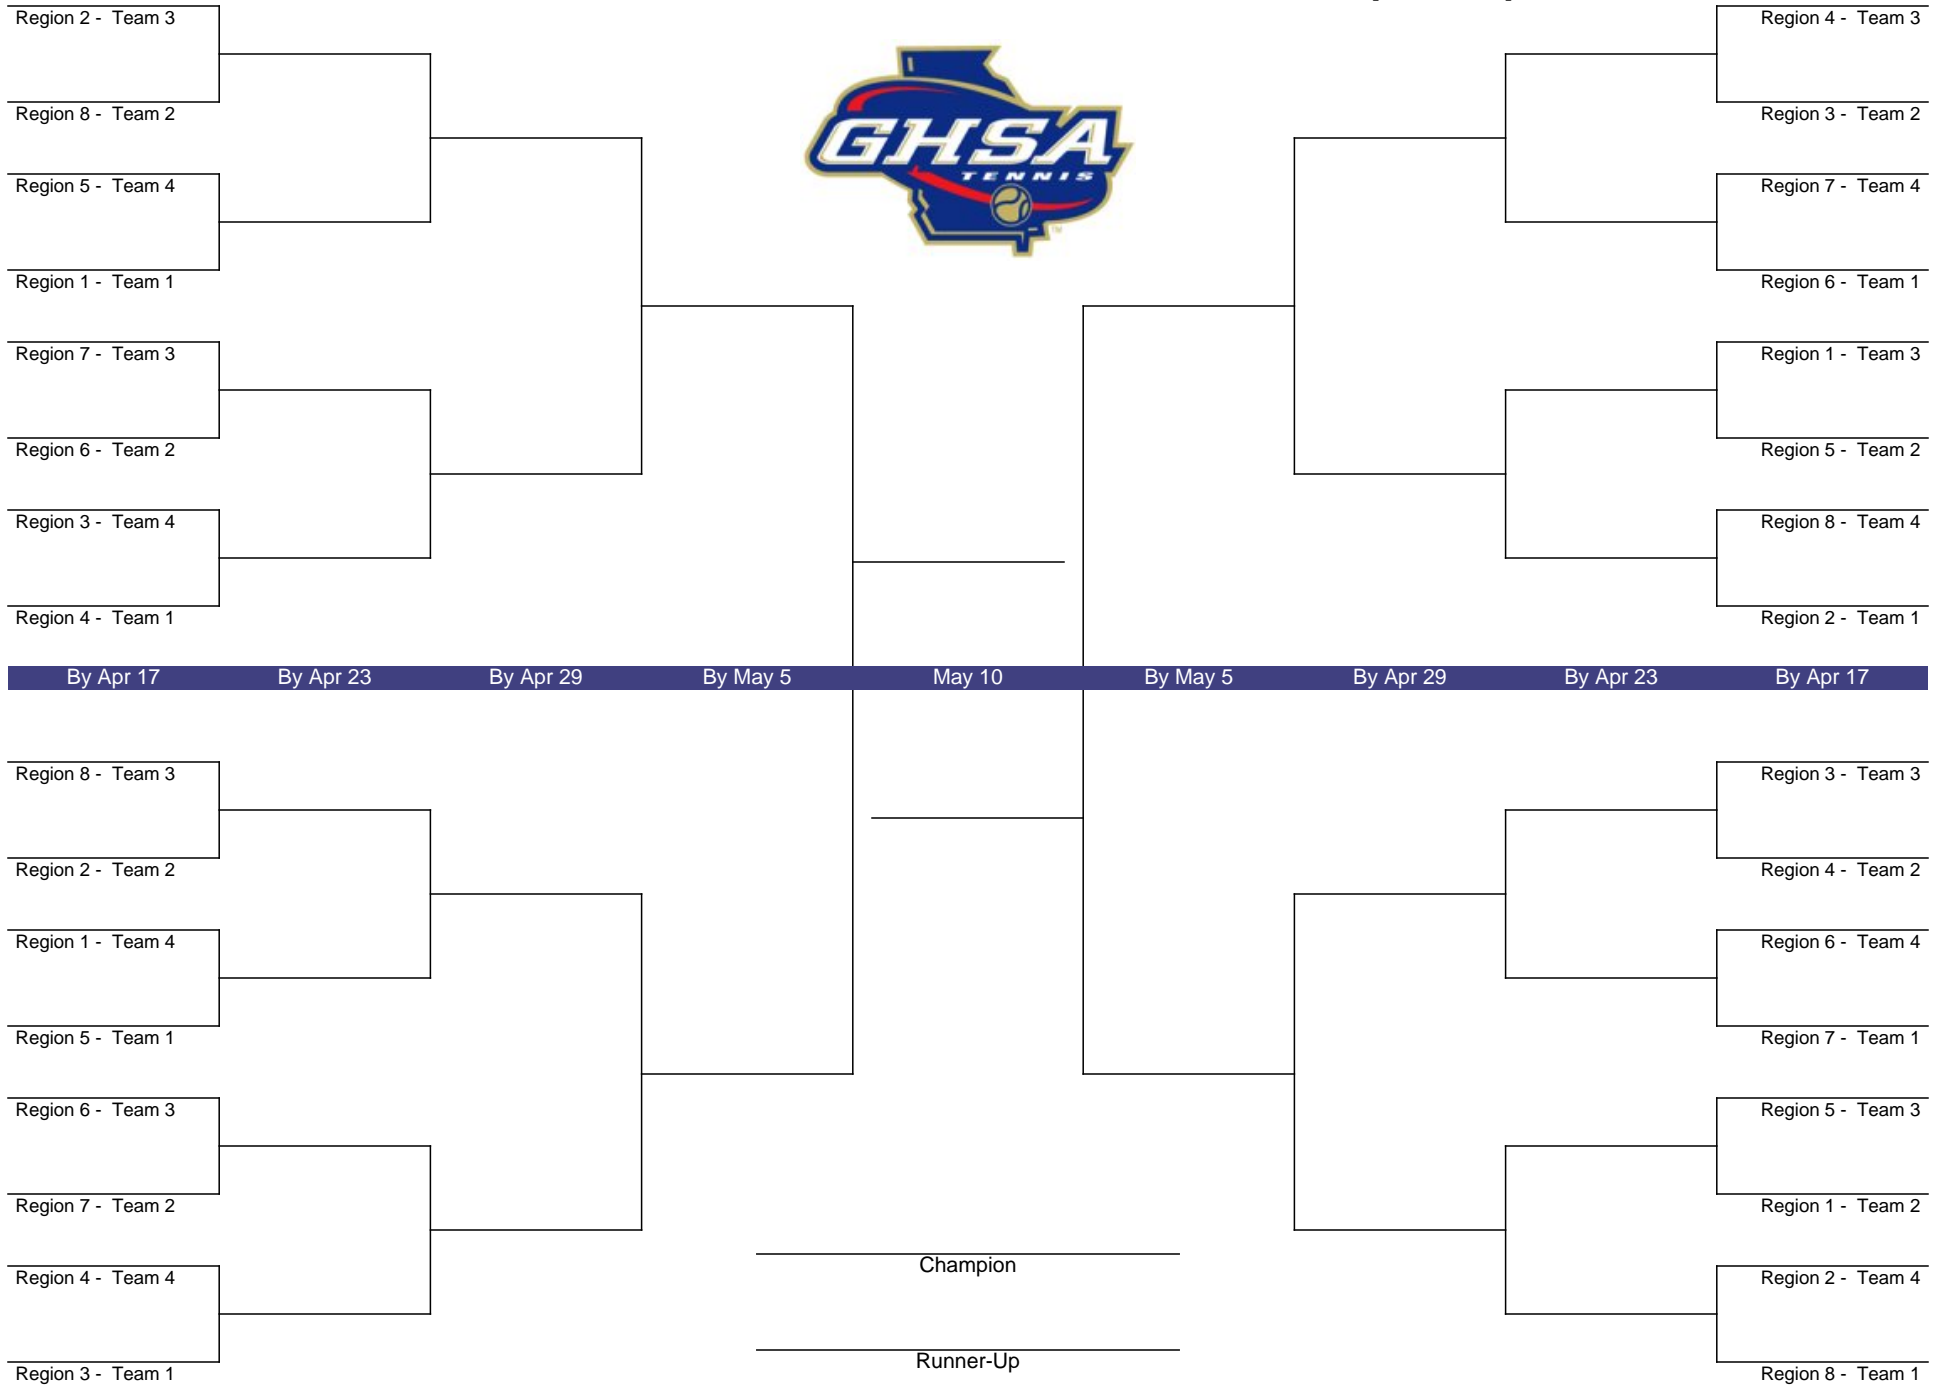 Region 2 - Team 3
Region 8 - Team 2
Region 5 - Team 4
Region 1 - Team 1
Region 7 - Team 3
Region 6 - Team 2
Region 3 - Team 4
Region 4 - Team 1
GHSA
TENNIS
TM
Region 4 - Team 3
Region 3 - Team 2
Region 7 - Team 4
Region 6 - Team 1
Region 1 - Team 3
Region 5 - Team 2
Region 8 - Team 4
Region 2 - Team 1
By Apr 17 By Apr 23 By Apr 29 By May 5 May 10 By May 5 By Apr 29 By Apr 23 By Apr 17
Region 8 - Team 3
Region 2 - Team 2
Region 1 - Team 4
Region 5 - Team 1
Region 6 - Team 3
Region 7 - Team 2
Region 4 - Team 4
Region 3 - Team 1
Champion
Runner-Up
Region 3 - Team 3
Region 4 - Team 2
Region 6 - Team 4
Region 7 - Team 1
Region 5 - Team 3
Region 1 - Team 2
Region 2 - Team 4
Region 8 - Team 1